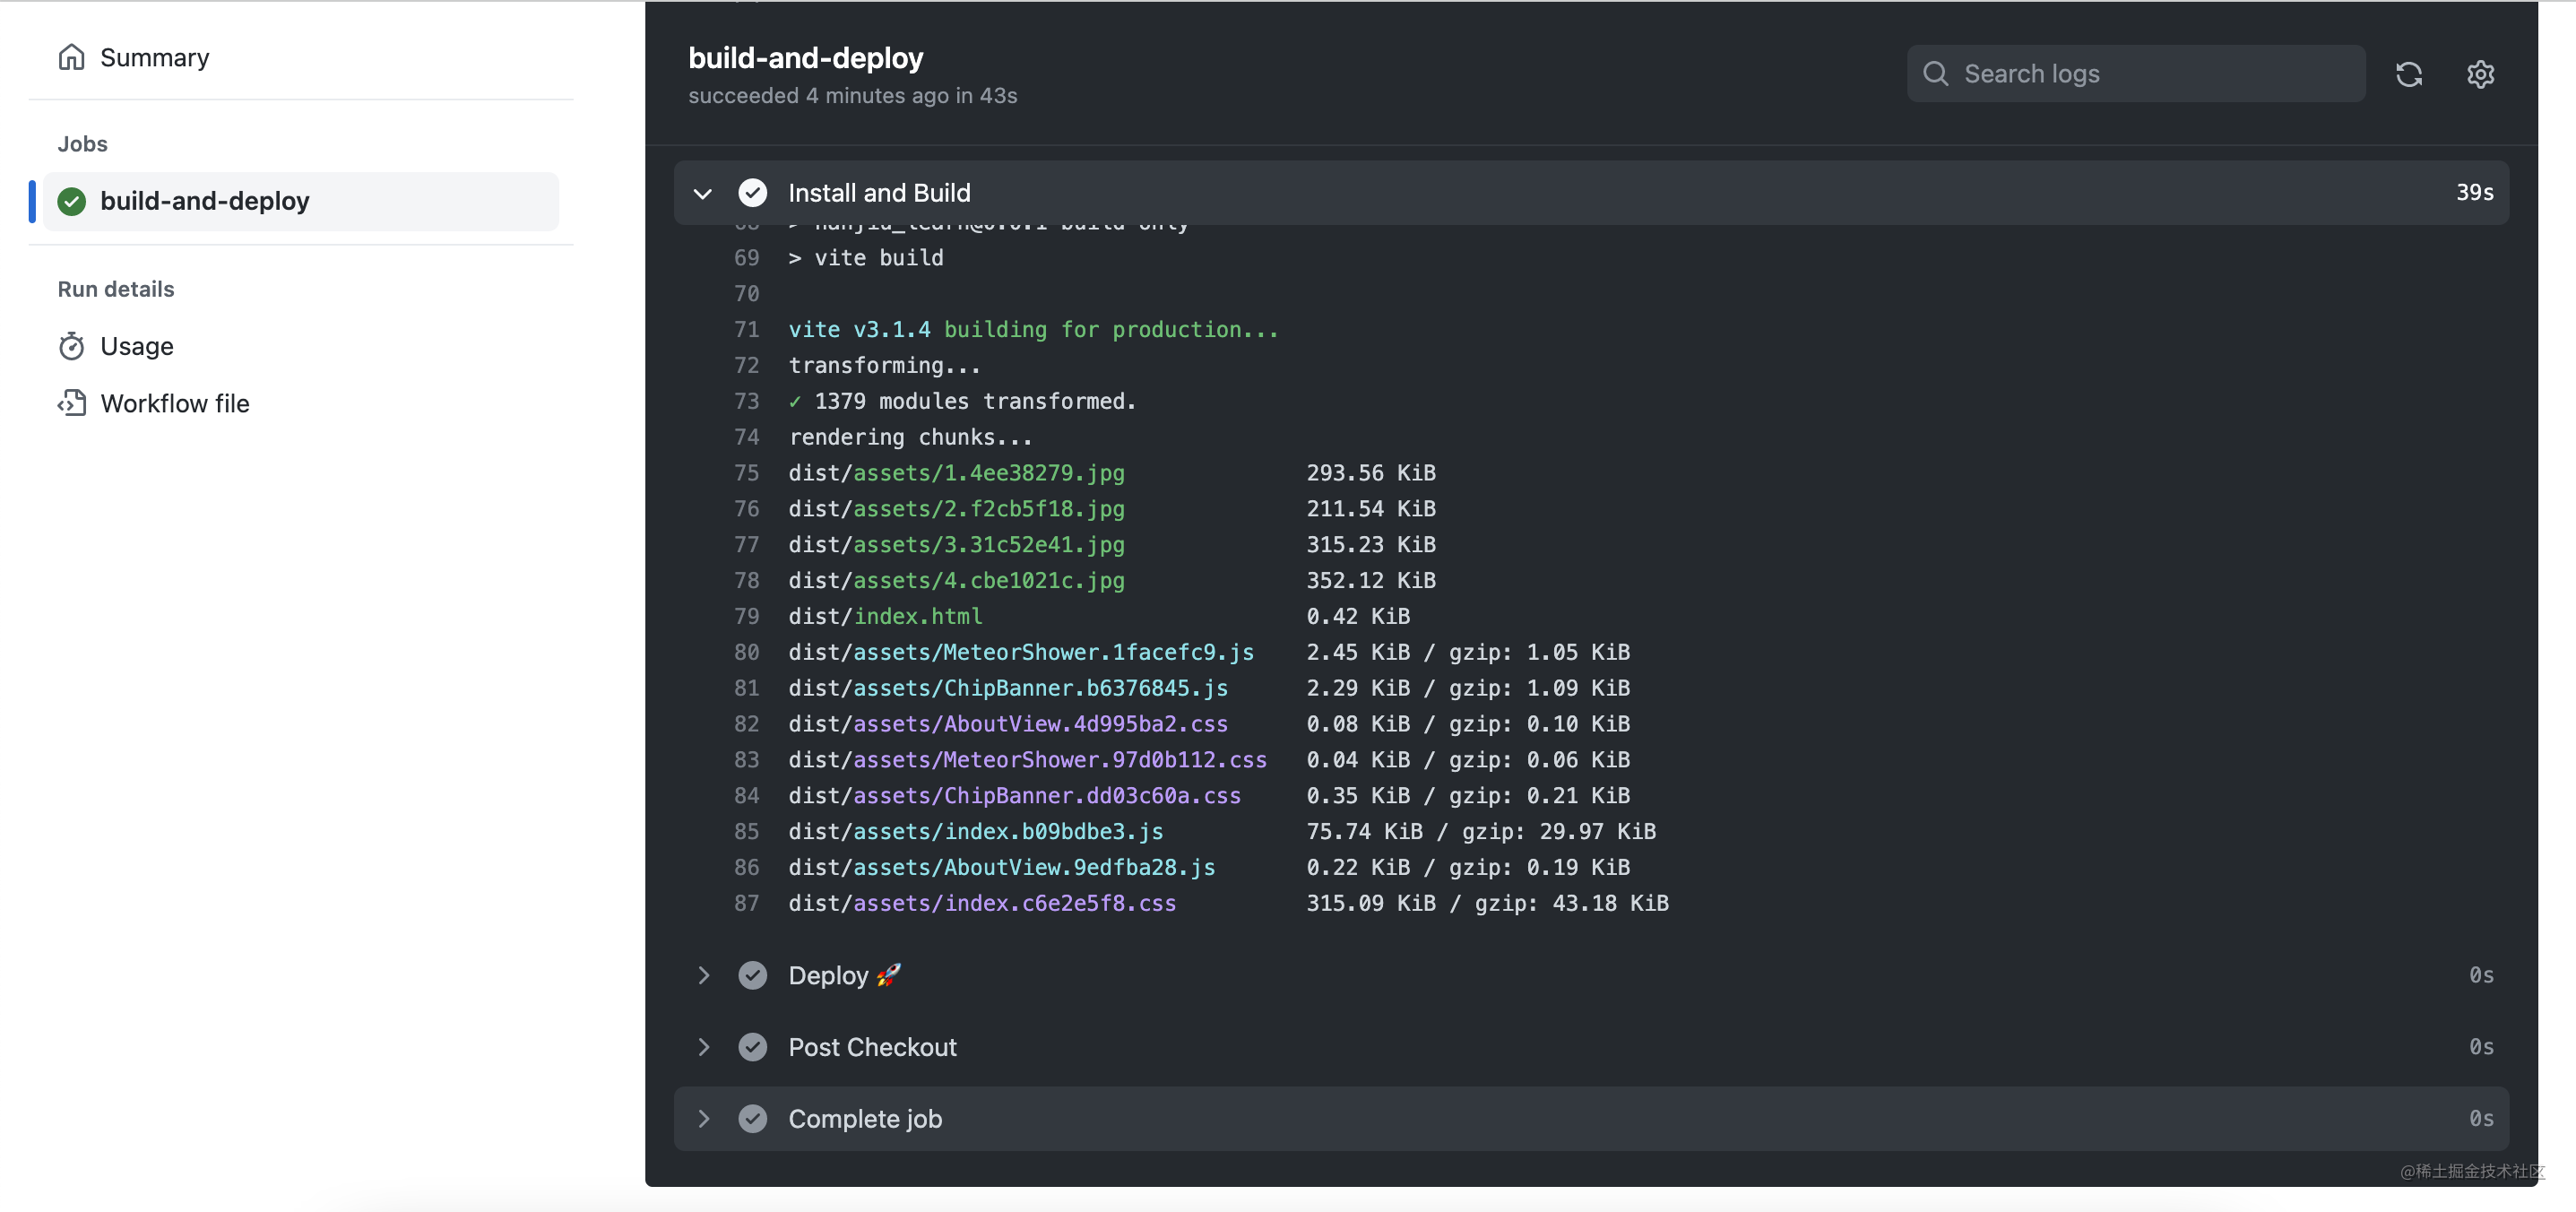 Summary
Jobs
build-and-deploy
Run details
Usage
Workflow file
build-and-deploy
succeeded 4 minutes ago in 43s
Search logs
Install and Build 39s
69 > vite build
70
71 vite v3.1.4 building for production...
72 transforming...
73 ✓ 1379 modules transformed.
74 rendering chunks...
75 dist/assets/1.4ee38279.jpg 293.56 KiB
76 dist/assets/2.f2cb5f18.jpg 211.54 KiB
77 dist/assets/3.31c52e41.jpg 315.23 KiB
78 dist/assets/4.cbe1021c.jpg 352.12 KiB
79 dist/index.html 0.42 KiB
80 dist/assets/MeteorShower.1facefc9.js 2.45 KiB / gzip: 1.05 KiB
81 dist/assets/ChipBanner.b6376845.js 2.29 KiB / gzip: 1.09 KiB
82 dist/assets/AboutView.4d995ba2.css 0.08 KiB / gzip: 0.10 KiB
83 dist/assets/MeteorShower.97d0b112.css 0.04 KiB / gzip: 0.06 KiB
84 dist/assets/ChipBanner.dd03c60a.css 0.35 KiB / gzip: 0.21 KiB
85 dist/assets/index.b09bdbe3.js 75.74 KiB / gzip: 29.97 KiB
86 dist/assets/AboutView.9edfba28.js 0.22 KiB / gzip: 0.19 KiB
87 dist/assets/index.c6e2e5f8.css 315.09 KiB / gzip: 43.18 KiB
Deploy 🚀 0s
Post Checkout 0s
Complete job 0s
@稀土掘金技术社区